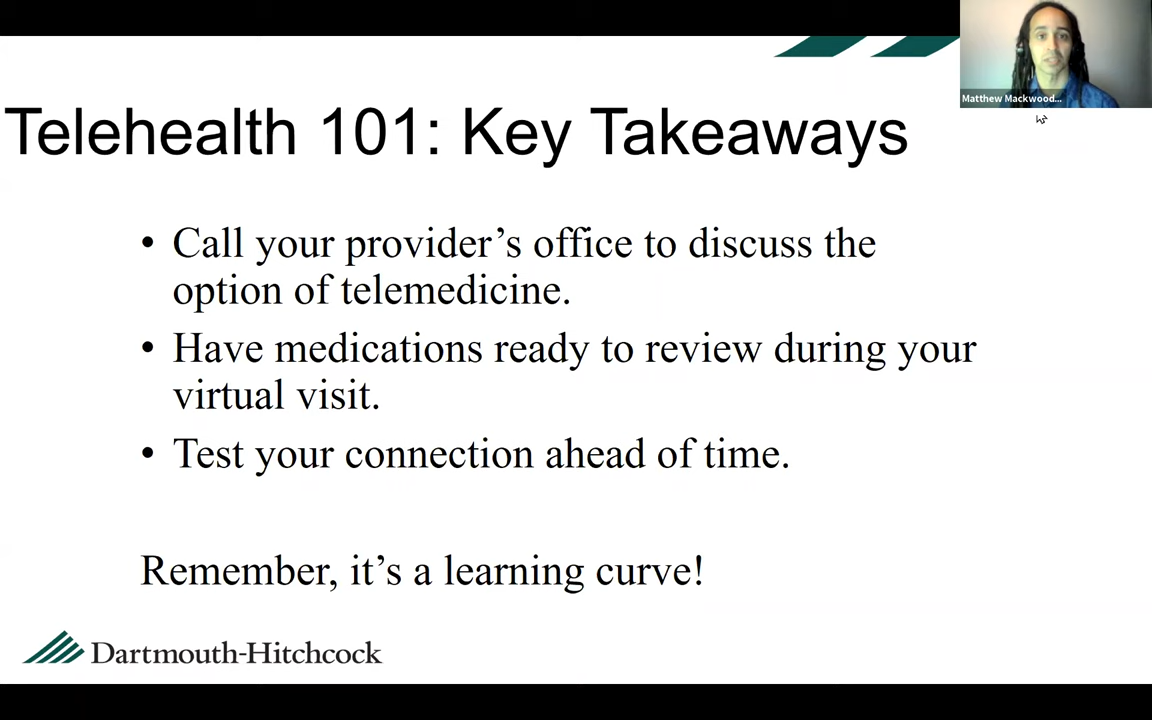 Matthew Mackwood...
Telehealth 101: Key Takeaways
• Call your provider’s office to discuss the
option of telemedicine.
• Have medications ready to review during your
virtual visit.
• Test your connection ahead of time.
Remember, it’s a learning curve!
Dartmouth-Hitchcock